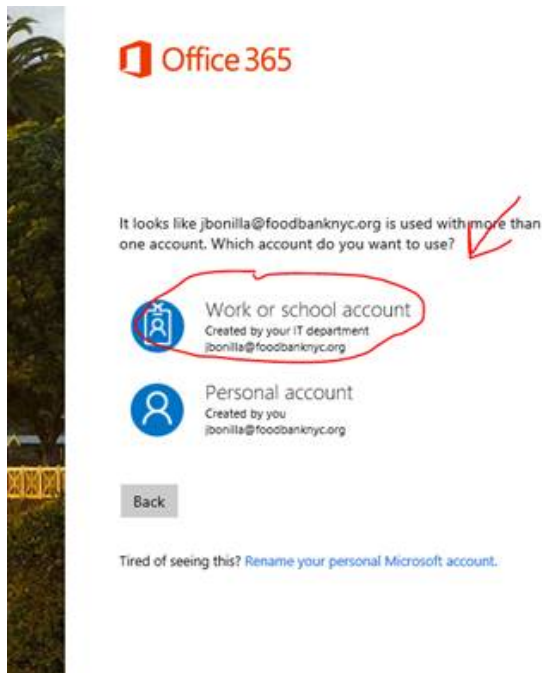 Office 365
It looks like jbonilla@foodbanknyc.org is used with more than
one account. Which account do you want to use?
Work or school account
Created by your IT department
jbonilla@foodbanknyc.org
Personal account
Created by you
jbonilla@foodbanknyc.org
Back
Tired of seeing this? Rename your personal Microsoft account.